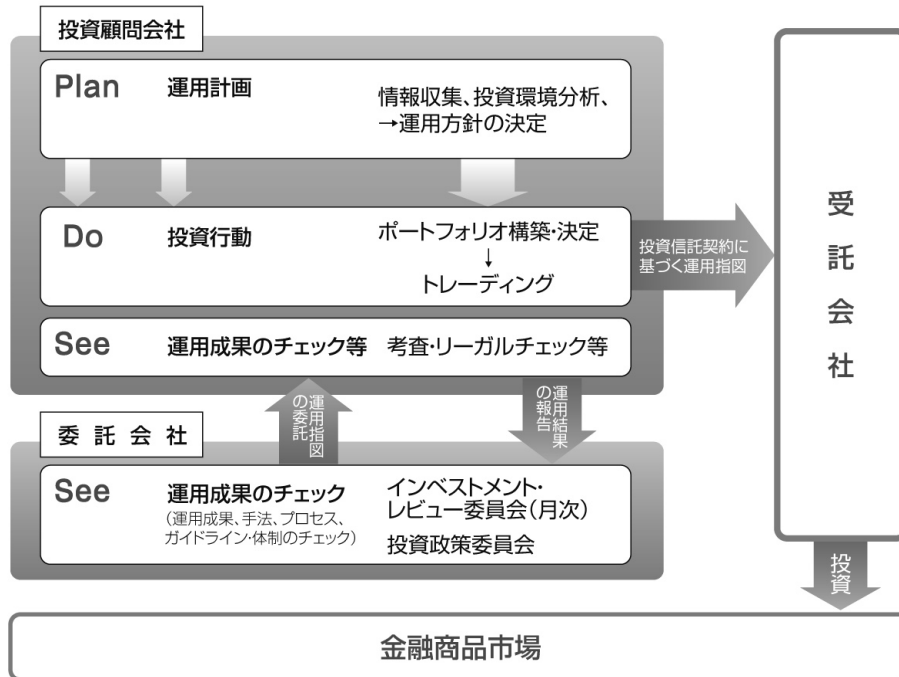 投資顧問会社
Plan 運用計画
情報収集、投資環境分析、
→運用方針の決定
Do 投資行動
ポートフォリオ構築・決定
↓
トレーディング
投資信託契約に
基づく運用指図
See 運用成果のチェック等 考査・リーガルチェック等
運用指図
の委託
運用結果
の報告
委託会社
See 運用成果のチェック
(運用成果、手法、プロセス、
ガイドライン・体制のチェック)
インベストメント・
レビュー委員会(月次)
投資政策委員会
受託会社
投資
金融商品市場